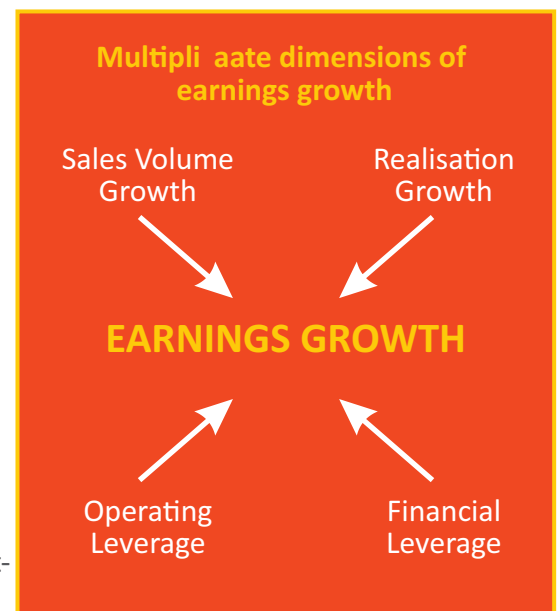 Multipli aate dimensions of
earnings growth
Sales Volume
Growth
Realisation
Growth
EARNINGS GROWTH
Operating
Leverage
Financial
Leverage